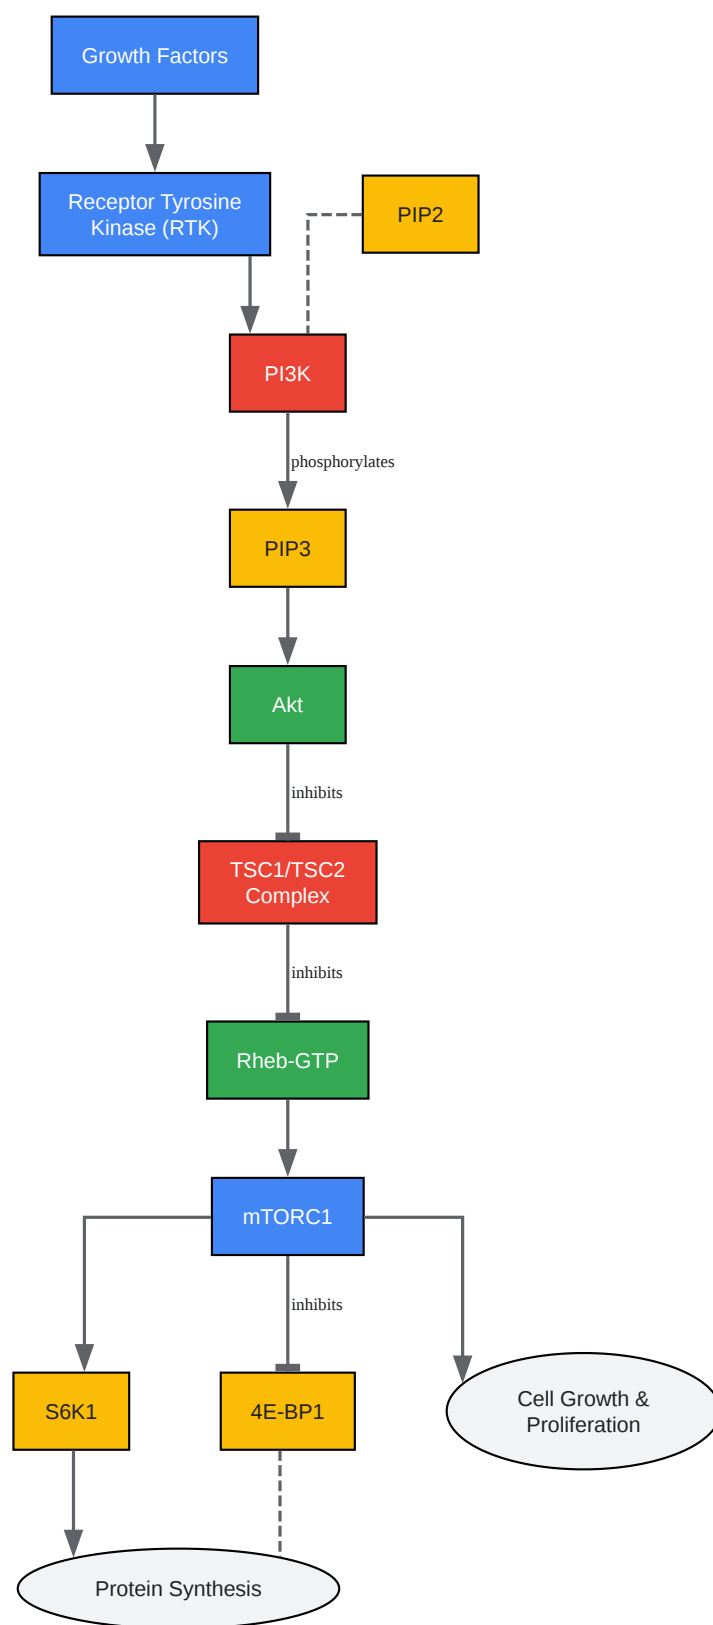 Growth Factors
Receptor Tyrosine
Kinase (RTK)
PIP2
PI3K
phosphorylates
PIP3
Akt
inhibits
TSC1/TSC2
Complex
inhibits
Rheb-GTP
mTORC1
inhibits
S6K1
4E-BP1
Cell Growth &
Proliferation
Protein Synthesis